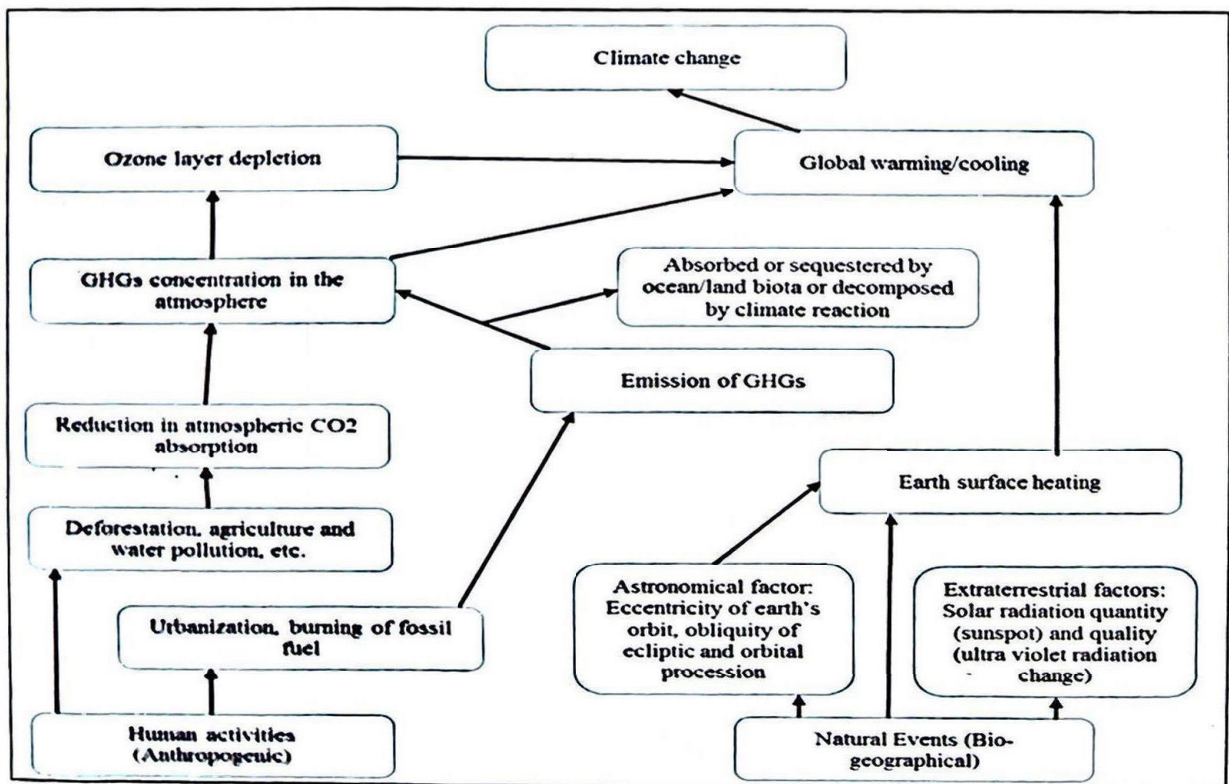 Climate change
Ozone layer depletion
Global warming/cooling
GHGs concentration in the
atmosphere
Absorbed or sequestered by
ocean/land biota or decomposed
by climate reaction
Emission of GHGs
Reduction in atmospheric CO2
absorption
Earth surface heating
Deforestation, agriculture and
water pollution, etc.
Astronomical factor:
Eccentricity of earth's
orbit, obliquity of
ecliptic and orbital
procession
Extraterrestrial factors:
Solar radiation quantity
(sunspot) and quality
(ultra violet radiation
change)
Urbanization, burning of fossil
fuel
Human activities
(Anthropogenic)
Natural Events (Bio-
geographical)